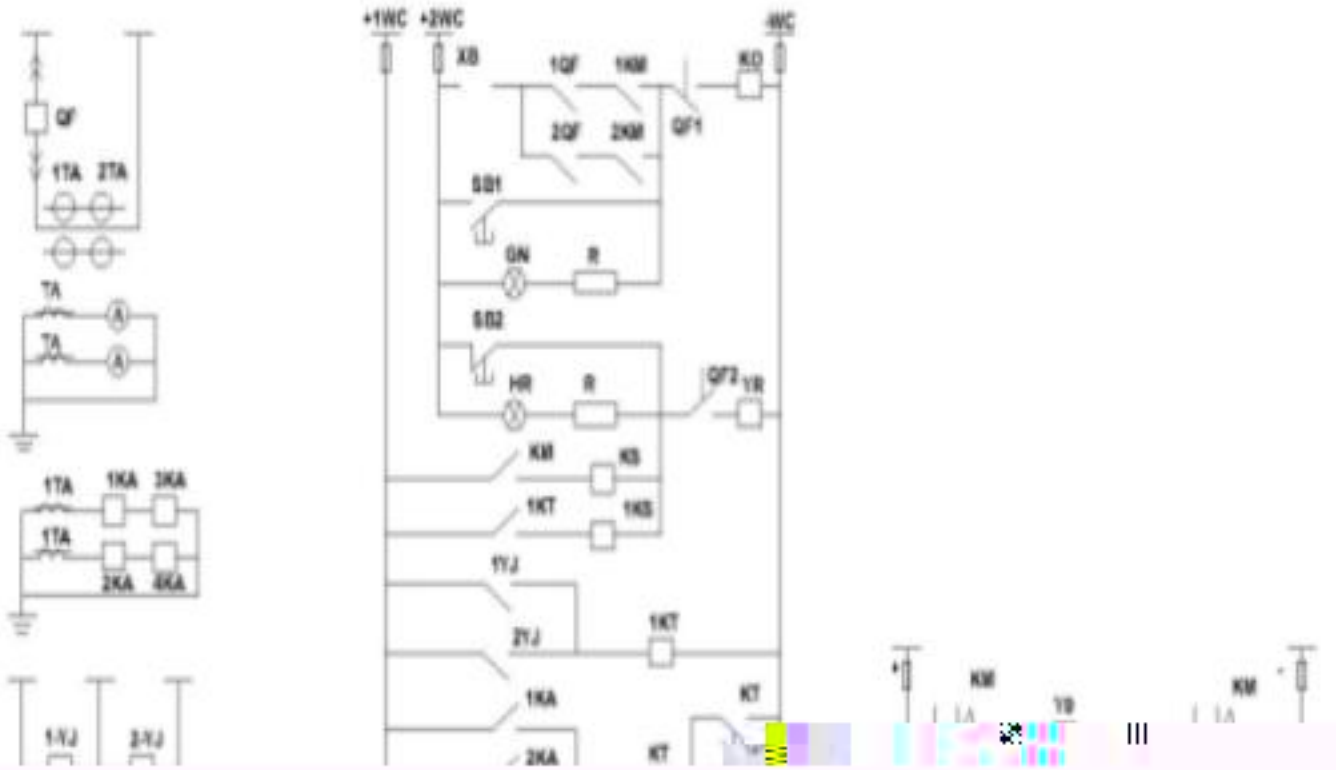 +1WC +2WC -WC
XB 1QF 1KM KO
QF
2QF 2KM QF1
1TA 2TA
SB1
GN R
TA A
SB2
TA A
HR R QF2 YR
KM KS
1TA 1KA 3KA
1KT 1KS
1TA
2KA 4KA
1YJ
2YJ 1KT
1KA KT
KM KM
YO
1-YJ 2-YJ
2KA KT